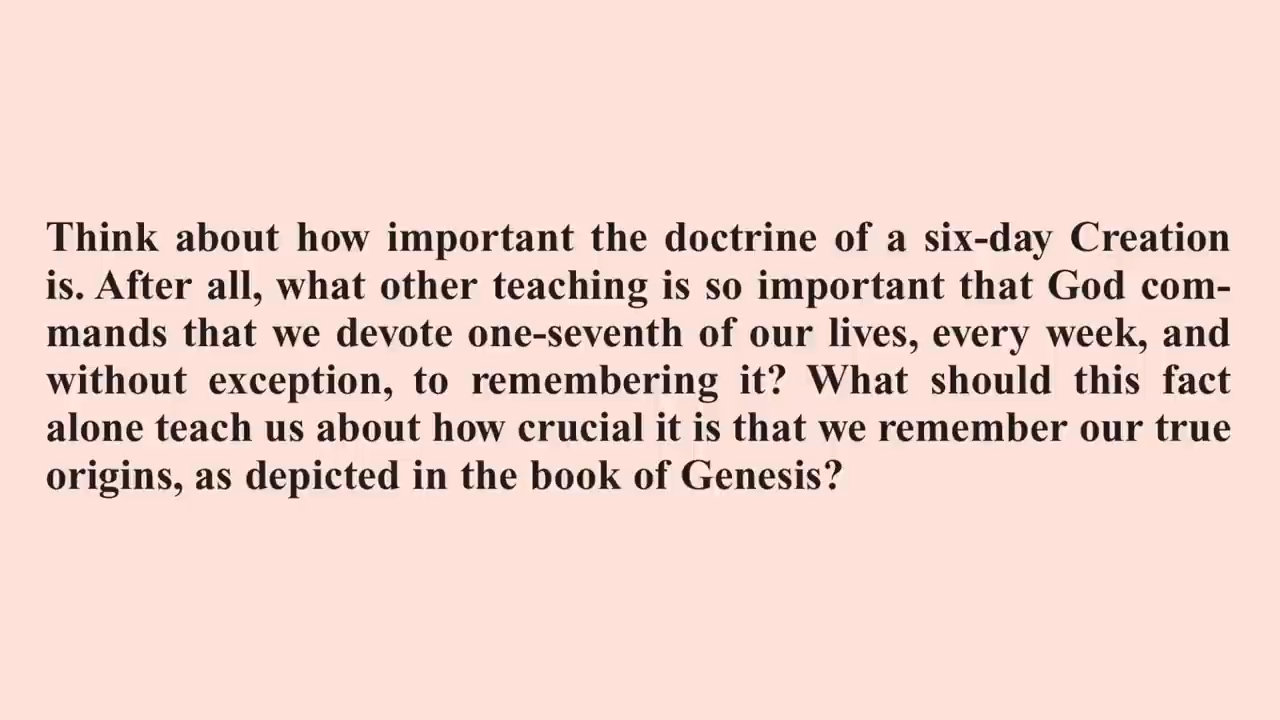 Think about how important the doctrine of a six-day Creation
is. After all, what other teaching is so important that God com-
mands that we devote one-seventh of our lives, every week, and
without exception, to remembering it? What should this fact
alone teach us about how crucial it is that we remember our true
origins, as depicted in the book of Genesis?